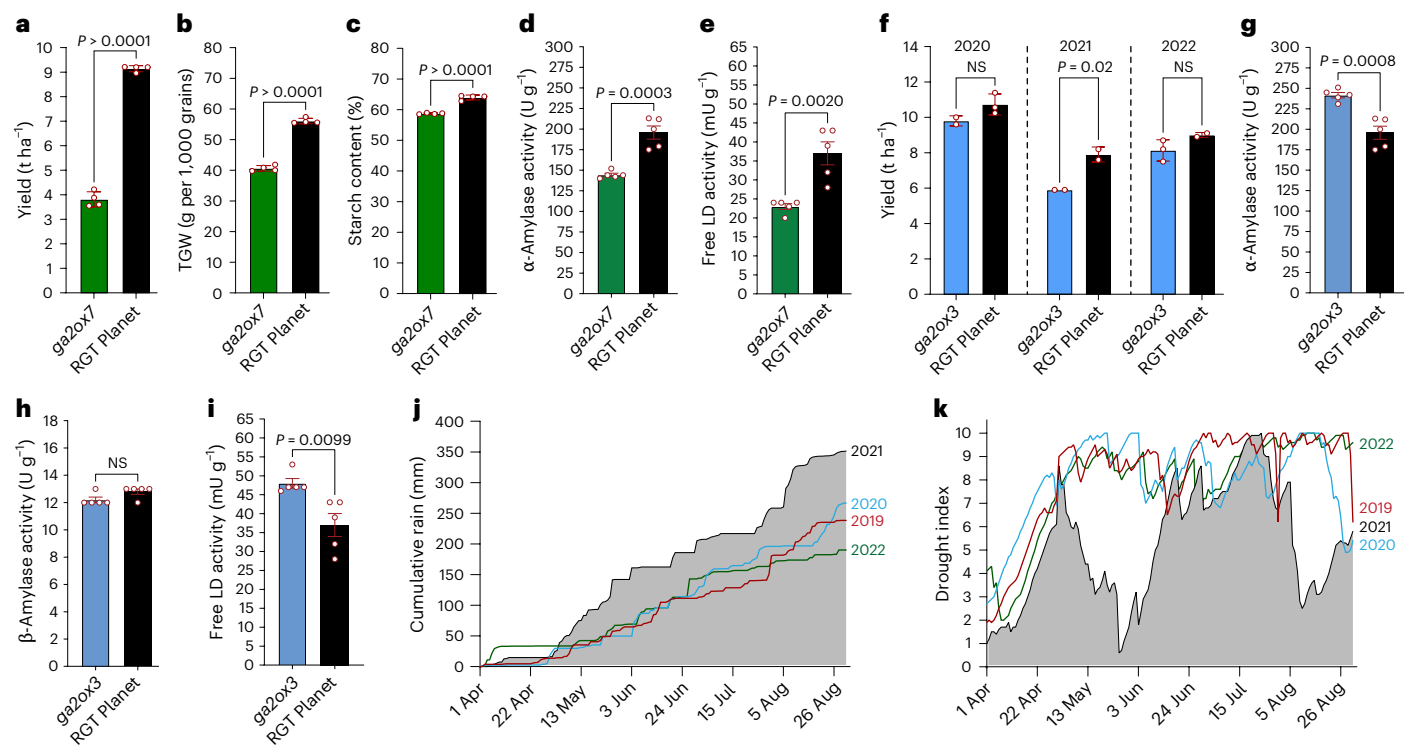 a
Yield (t ha⁻¹)
10
9
8
7
6
5
4
3
2
1
0
P > 0.0001
ga2ox7
RGT Planet
b
TGW (g per 1,000 grains)
80
70
60
50
40
30
20
10
0
P > 0.0001
ga2ox7
RGT Planet
c
Starch content (%)
80
70
60
50
40
30
20
10
0
P > 0.0001
ga2ox7
RGT Planet
d
α-Amylase activity (U g⁻¹)
300
275
250
225
200
175
150
125
100
75
50
25
0
P = 0.0003
ga2ox7
RGT Planet
e
Free LD activity (mU g⁻¹)
65
60
55
50
45
40
35
30
25
20
15
10
5
0
P = 0.0020
ga2ox7
RGT Planet
f
Yield (t ha⁻¹)
14
12
10
8
6
4
2
0
2020
2021
2022
NS
P = 0.02
NS
ga2ox3
RGT Planet
ga2ox3
RGT Planet
ga2ox3
RGT Planet
g
α-Amylase activity (U g⁻¹)
300
275
250
225
200
175
150
125
100
75
50
25
0
P = 0.0008
ga2ox3
RGT Planet
h
β-Amylase activity (U g⁻¹)
18
16
14
12
10
8
6
4
2
0
NS
ga2ox3
RGT Planet
i
Free LD activity (mU g⁻¹)
65
60
55
50
45
40
35
30
25
20
15
10
5
0
P = 0.0099
ga2ox3
RGT Planet
j
Cumulative rain (mm)
400
350
300
250
200
150
100
50
0
2021
2020
2019
2022
1 Apr
22 Apr
13 May
3 Jun
24 Jun
15 Jul
5 Aug
26 Aug
k
Drought index
10
9
8
7
6
5
4
3
2
1
0
2022
2019
2021
2020
1 Apr
22 Apr
13 May
3 Jun
24 Jun
15 Jul
5 Aug
26 Aug